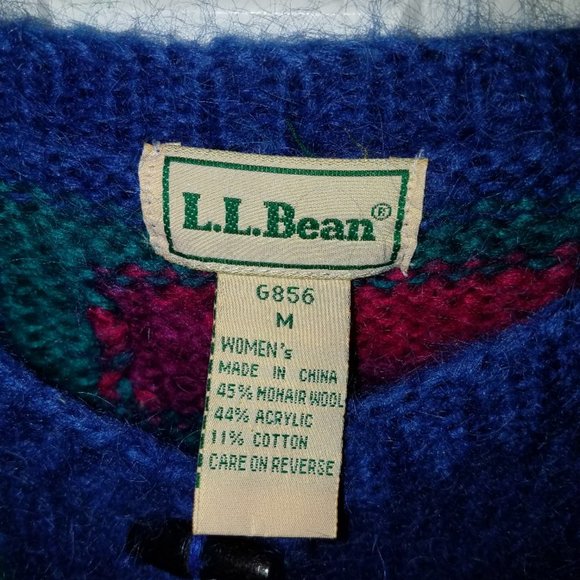 L.L.Bean®
G856
M
WOMEN's
MADE IN CHINA
45% MOHAIR WOOL
44% ACRYLIC
11% COTTON
CARE ON REVERSE